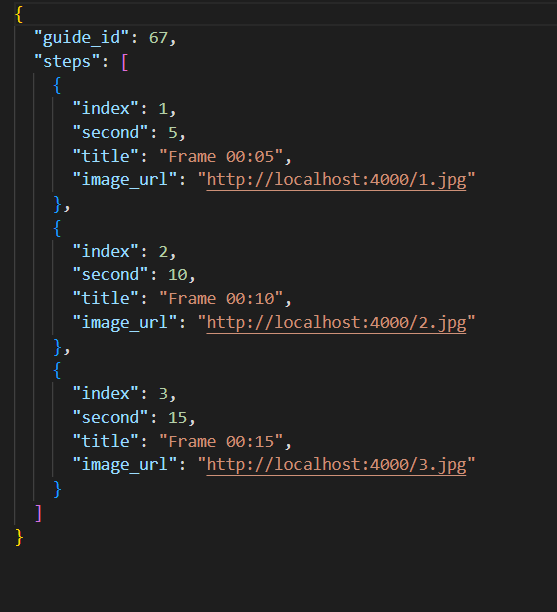 {
  "guide_id": 67,
  "steps": [
    {
      "index": 1,
      "second": 5,
      "title": "Frame 00:05",
      "image_url": "http://localhost:4000/1.jpg"
    },
    {
      "index": 2,
      "second": 10,
      "title": "Frame 00:10",
      "image_url": "http://localhost:4000/2.jpg"
    },
    {
      "index": 3,
      "second": 15,
      "title": "Frame 00:15",
      "image_url": "http://localhost:4000/3.jpg"
    }
  ]
}